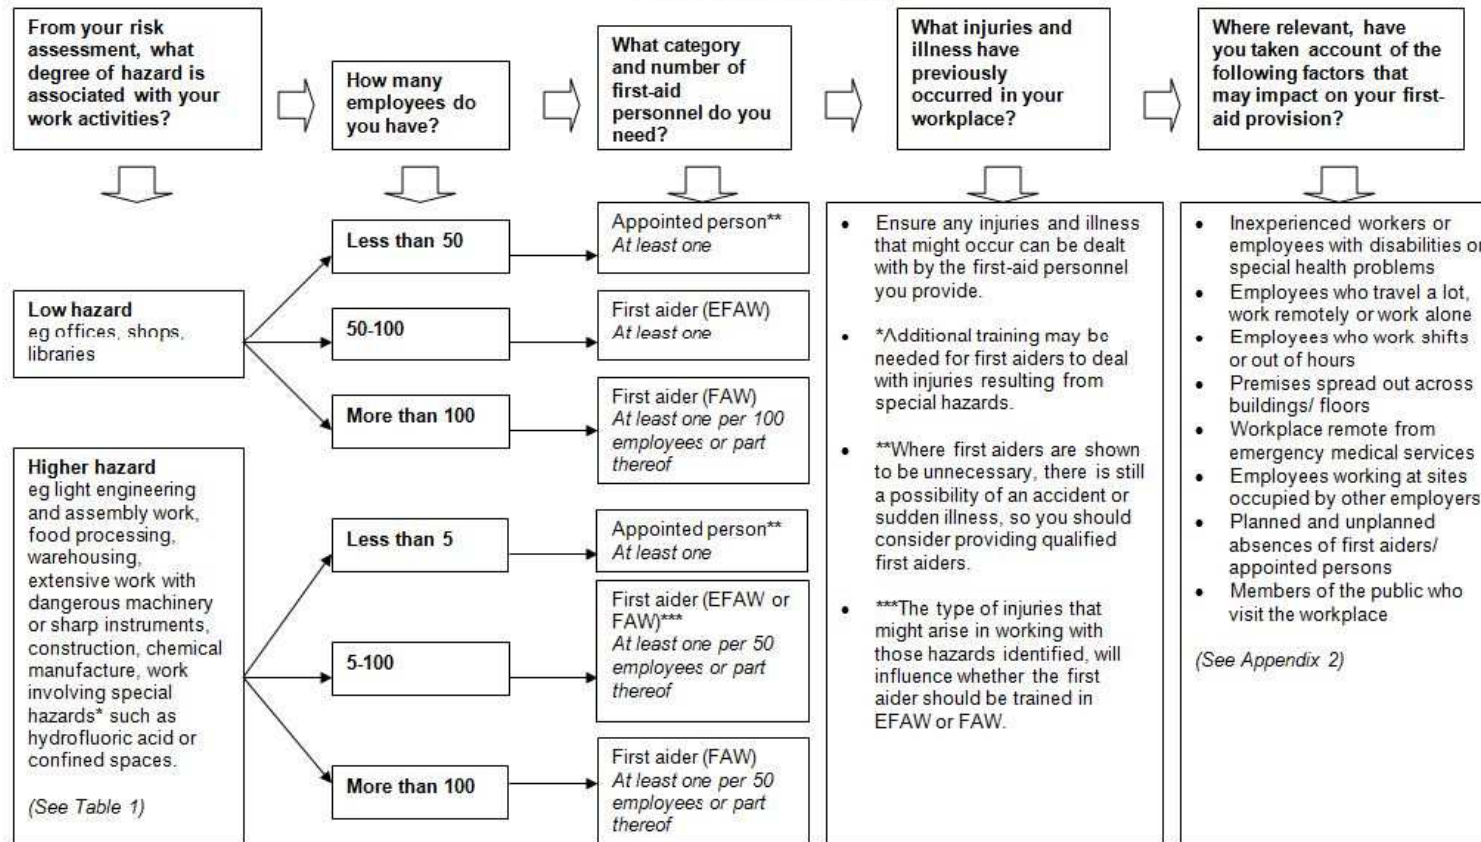 From your risk
assessment, what
degree of hazard is
associated with your
work activities?
How many
employees do
you have?
What category
and number of
first-aid
personnel do you
need?
What injuries and
illness have
previously
occurred in your
workplace?
Where relevant, have
you taken account of the
following factors that
may impact on your first-
aid provision?
Low hazard
eg offices, shops,
libraries
Less than 50
Appointed person**
At least one
50-100
First aider (EFAW)
At least one
More than 100
First aider (FAW)
At least one per 100
employees or part
thereof
Higher hazard
eg light engineering
and assembly work,
food processing,
warehousing,
extensive work with
dangerous machinery
or sharp instruments,
construction, chemical
manufacture, work
involving special
hazards* such as
hydrofluoric acid or
confined spaces.
(See Table 1)
Less than 5
Appointed person**
At least one
5-100
First aider (EFAW or
FAW)***
At least one per 50
employees or part
thereof
More than 100
First aider (FAW)
At least one per 50
employees or part
thereof
• Ensure any injuries and illness
that might occur can be dealt
with by the first-aid personnel
you provide.
• *Additional training may be
needed for first aiders to deal
with injuries resulting from
special hazards.
• **Where first aiders are shown
to be unnecessary, there is still
a possibility of an accident or
sudden illness, so you should
consider providing qualified
first aiders.
• ***The type of injuries that
might arise in working with
those hazards identified, will
influence whether the first
aider should be trained in
EFAW or FAW.
• Inexperienced workers or
employees with disabilities or
special health problems
• Employees who travel a lot,
work remotely or work alone
• Employees who work shifts
or out of hours
• Premises spread out across
buildings/ floors
• Workplace remote from
emergency medical services
• Employees working at sites
occupied by other employers
• Planned and unplanned
absences of first aiders/
appointed persons
• Members of the public who
visit the workplace
(See Appendix 2)